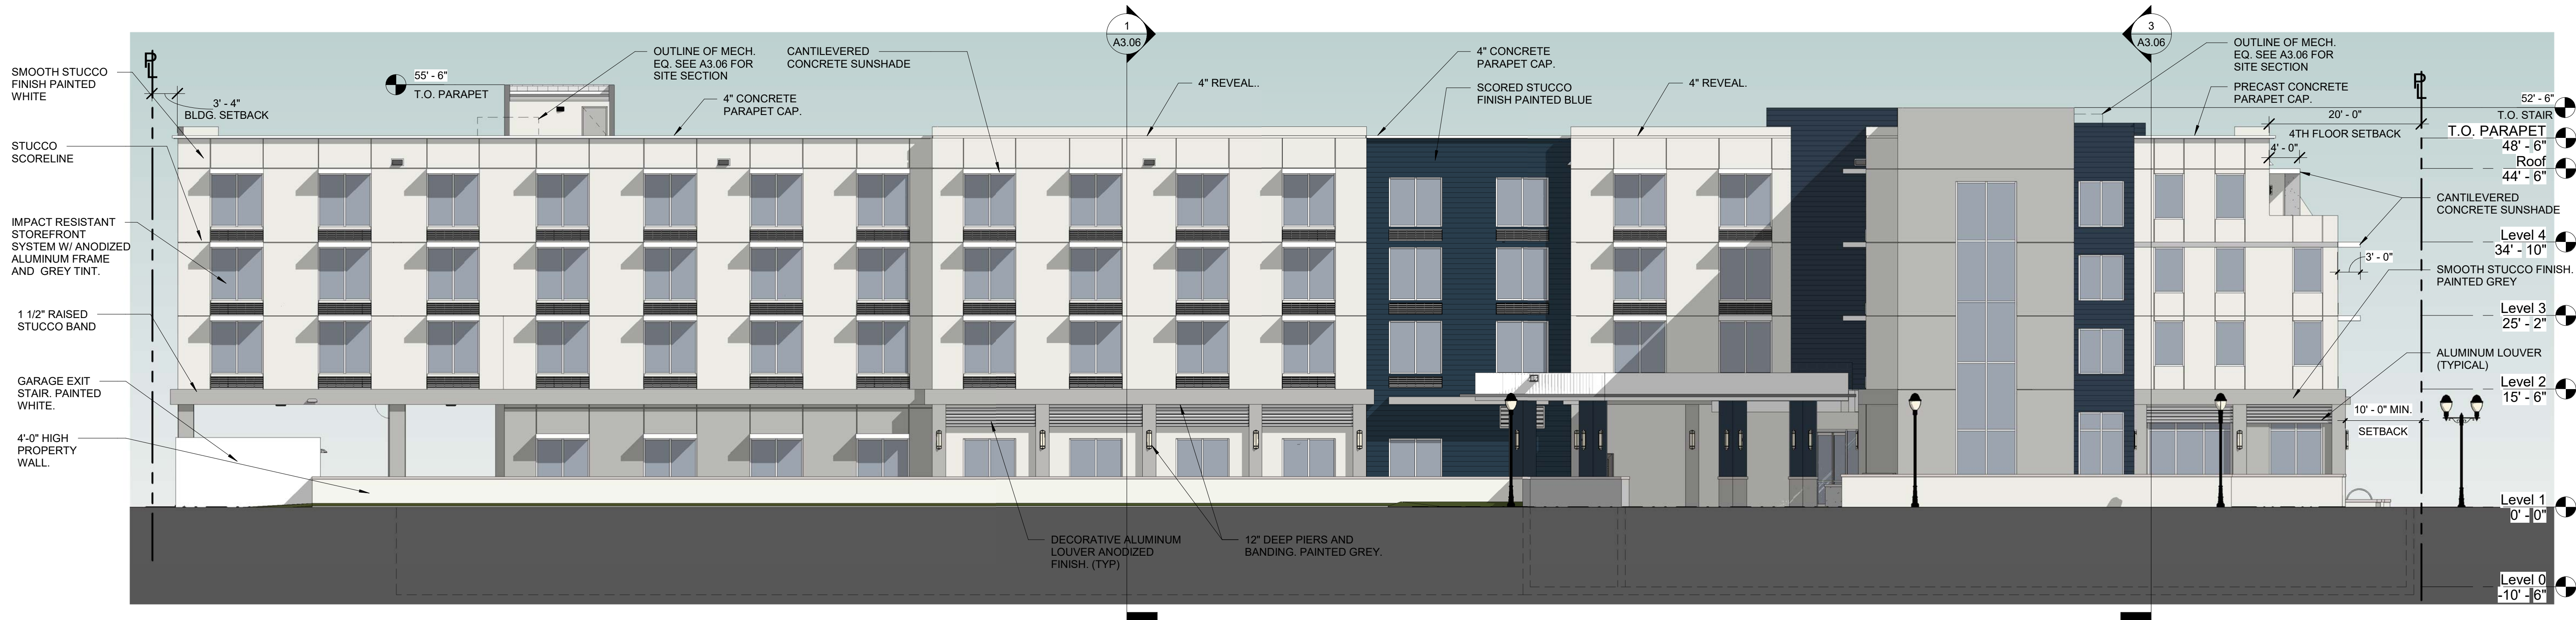 1
A3.06
3
A3.06
PL
SMOOTH STUCCO
FINISH PAINTED
WHITE
3' - 4"
BLDG. SETBACK
55' - 6"
T.O. PARAPET
OUTLINE OF MECH.
EQ. SEE A3.06 FOR
SITE SECTION
4" CONCRETE
PARAPET CAP.
CANTILEVERED
CONCRETE SUNSHADE
4" REVEAL..
4" CONCRETE
PARAPET CAP.
SCORED STUCCO
FINISH PAINTED BLUE
4" REVEAL.
OUTLINE OF MECH.
EQ. SEE A3.06 FOR
SITE SECTION
PRECAST CONCRETE
PARAPET CAP.
PL
20' - 0"
4TH FLOOR SETBACK
4' - 0"
52' - 6"
T.O. STAIR
T.O. PARAPET
48' - 6"
Roof
44' - 6"
STUCCO
SCORELINE
IMPACT RESISTANT
STOREFRONT
SYSTEM W/ ANODIZED
ALUMINUM FRAME
AND GREY TINT.
1 1/2" RAISED
STUCCO BAND
GARAGE EXIT
STAIR. PAINTED
WHITE.
4'-0" HIGH
PROPERTY
WALL.
CANTILEVERED
CONCRETE SUNSHADE
Level 4
34' - 10"
3' - 0"
SMOOTH STUCCO FINISH.
PAINTED GREY
Level 3
25' - 2"
ALUMINUM LOUVER
(TYPICAL)
Level 2
15' - 6"
10' - 0" MIN.
SETBACK
Level 1
0' - 0"
DECORATIVE ALUMINUM
LOUVER ANODIZED
FINISH. (TYP)
12" DEEP PIERS AND
BANDING. PAINTED GREY.
Level 0
-10' - 6"